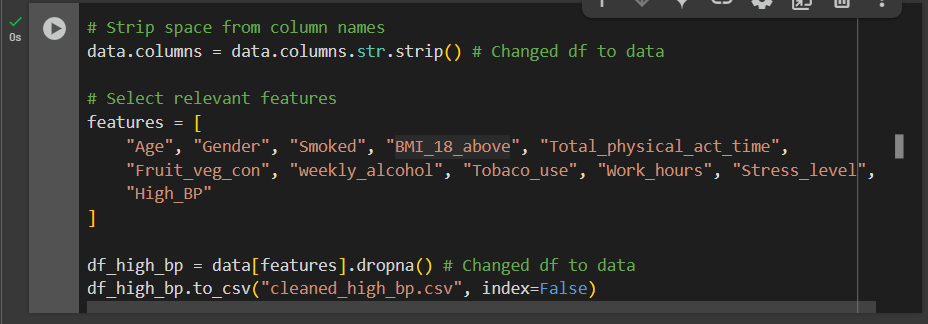 0s
# Strip space from column names
data.columns = data.columns.str.strip() # Changed df to data
# Select relevant features
features = [
"Age", "Gender", "Smoked", "BMI_18_above", "Total_physical_act_time",
"Fruit_veg_con", "weekly_alcohol", "Tobaco_use", "Work_hours", "Stress_level",
"High_BP"
]
df_high_bp = data[features].dropna() # Changed df to data
df_high_bp.to_csv("cleaned_high_bp.csv", index=False)